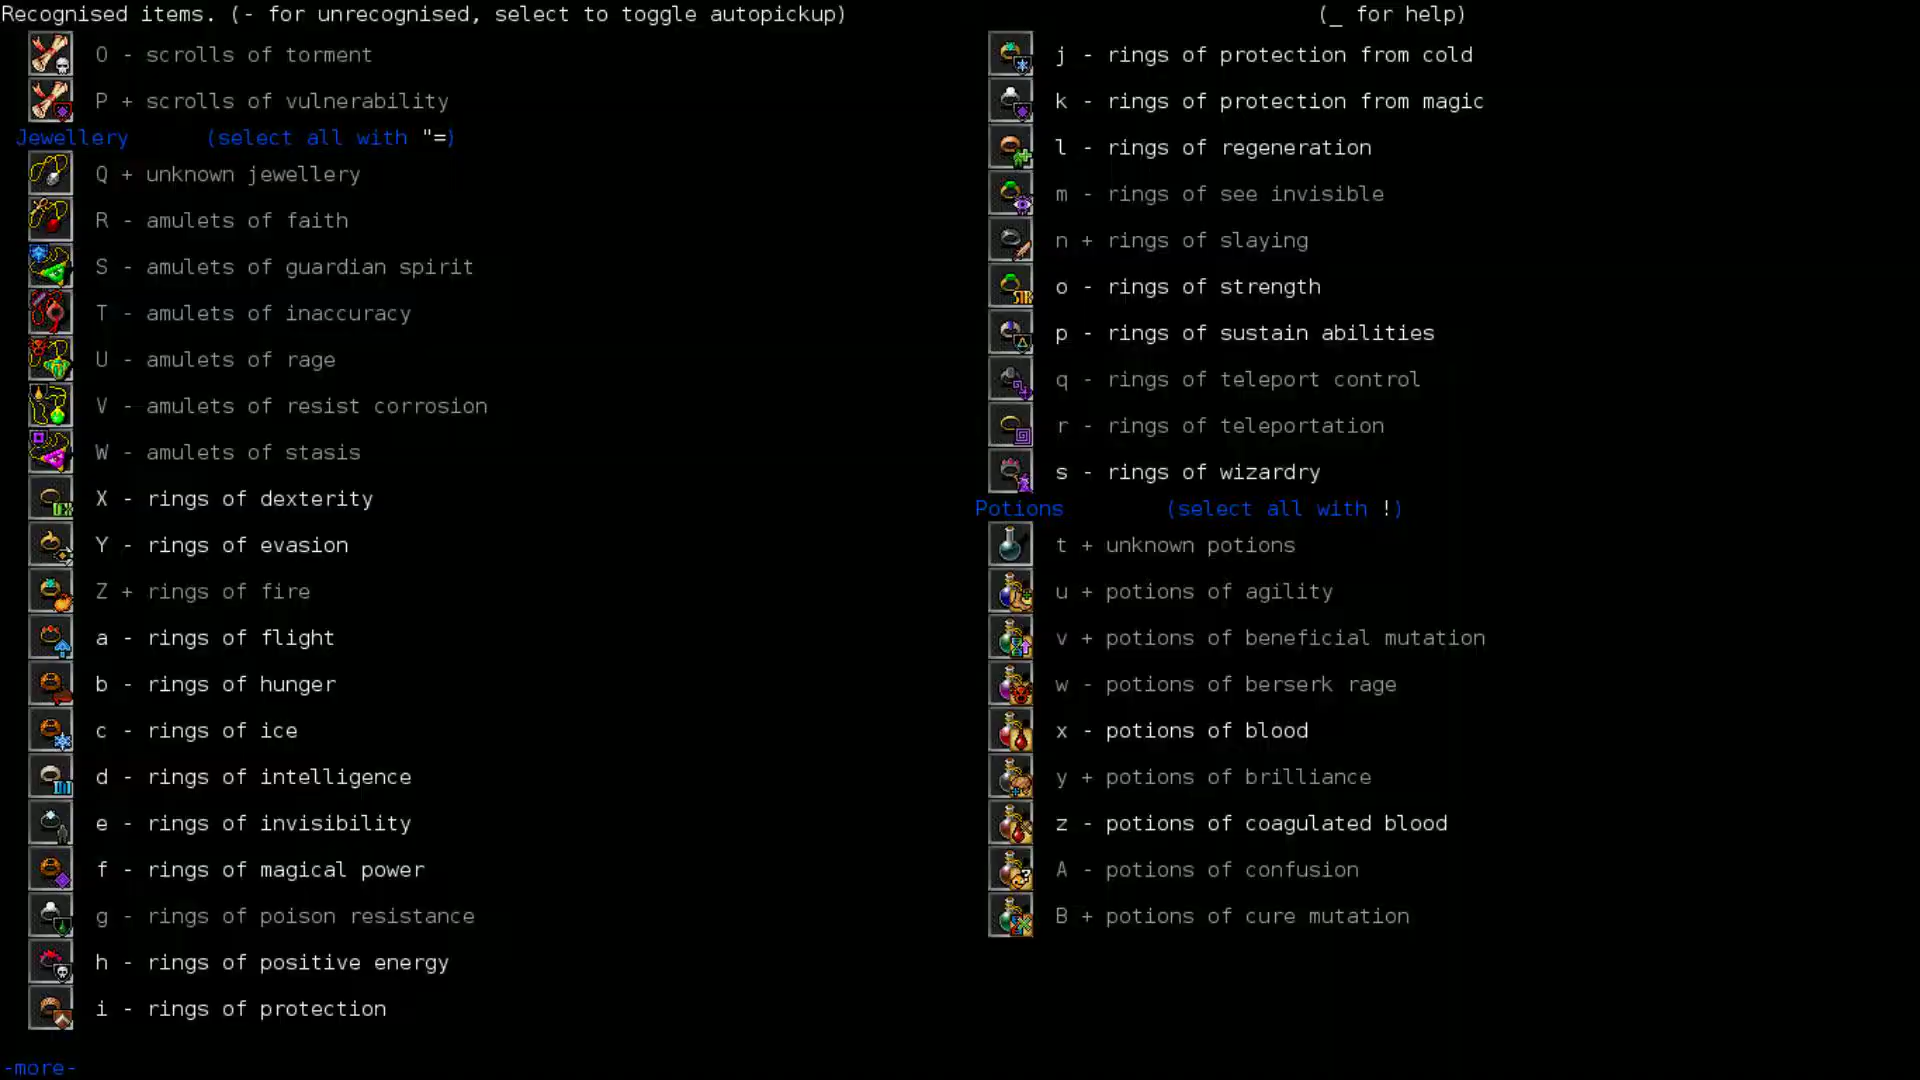 Recognised items. (- for unrecognised, select to toggle autopickup) (_ for help)
O - scrolls of torment
P + scrolls of vulnerability
Jewellery (select all with "=)
Q + unknown jewellery
R - amulets of faith
S - amulets of guardian spirit
T - amulets of inaccuracy
U - amulets of rage
V - amulets of resist corrosion
W - amulets of stasis
X - rings of dexterity
Y - rings of evasion
Z + rings of fire
a - rings of flight
b - rings of hunger
c - rings of ice
d - rings of intelligence
e - rings of invisibility
f - rings of magical power
g - rings of poison resistance
h - rings of positive energy
i - rings of protection
j - rings of protection from cold
k - rings of protection from magic
l - rings of regeneration
m - rings of see invisible
n + rings of slaying
o - rings of strength
p - rings of sustain abilities
q - rings of teleport control
r - rings of teleportation
s - rings of wizardry
Potions (select all with !)
t + unknown potions
u + potions of agility
v + potions of beneficial mutation
w - potions of berserk rage
x - potions of blood
y + potions of brilliance
z - potions of coagulated blood
A - potions of confusion
B + potions of cure mutation
-more-